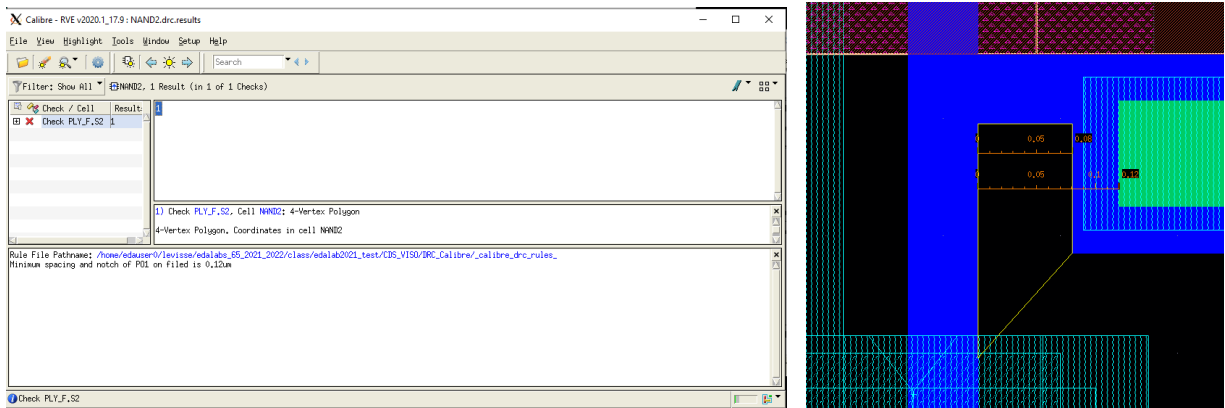 Calibre - RVE v2020.1_17.9 : NAND2.drc.results
File View Highlight Tools Window Setup Help
Search
Filter: Show All NAND2, 1 Result (in 1 of 1 Checks)
Check / Cell Result:
Check PLY_F.S2 1
1
1) Check PLY_F.S2, Cell NAND2: 4-Vertex Polygon
4-Vertex Polygon. Coordinates in cell NAND2
Rule File Pathname: /home/edauser0/levisse/edalabs_65_2021_2022/class/edalab2021_test/CDS_VISO/DRC_Calibre/_calibre_drc_rules_
Minimum spacing and notch of PO1 on filed is 0.12um
Check PLY_F.S2
0 0.05 0.08
0 0.05 0.1 0.12